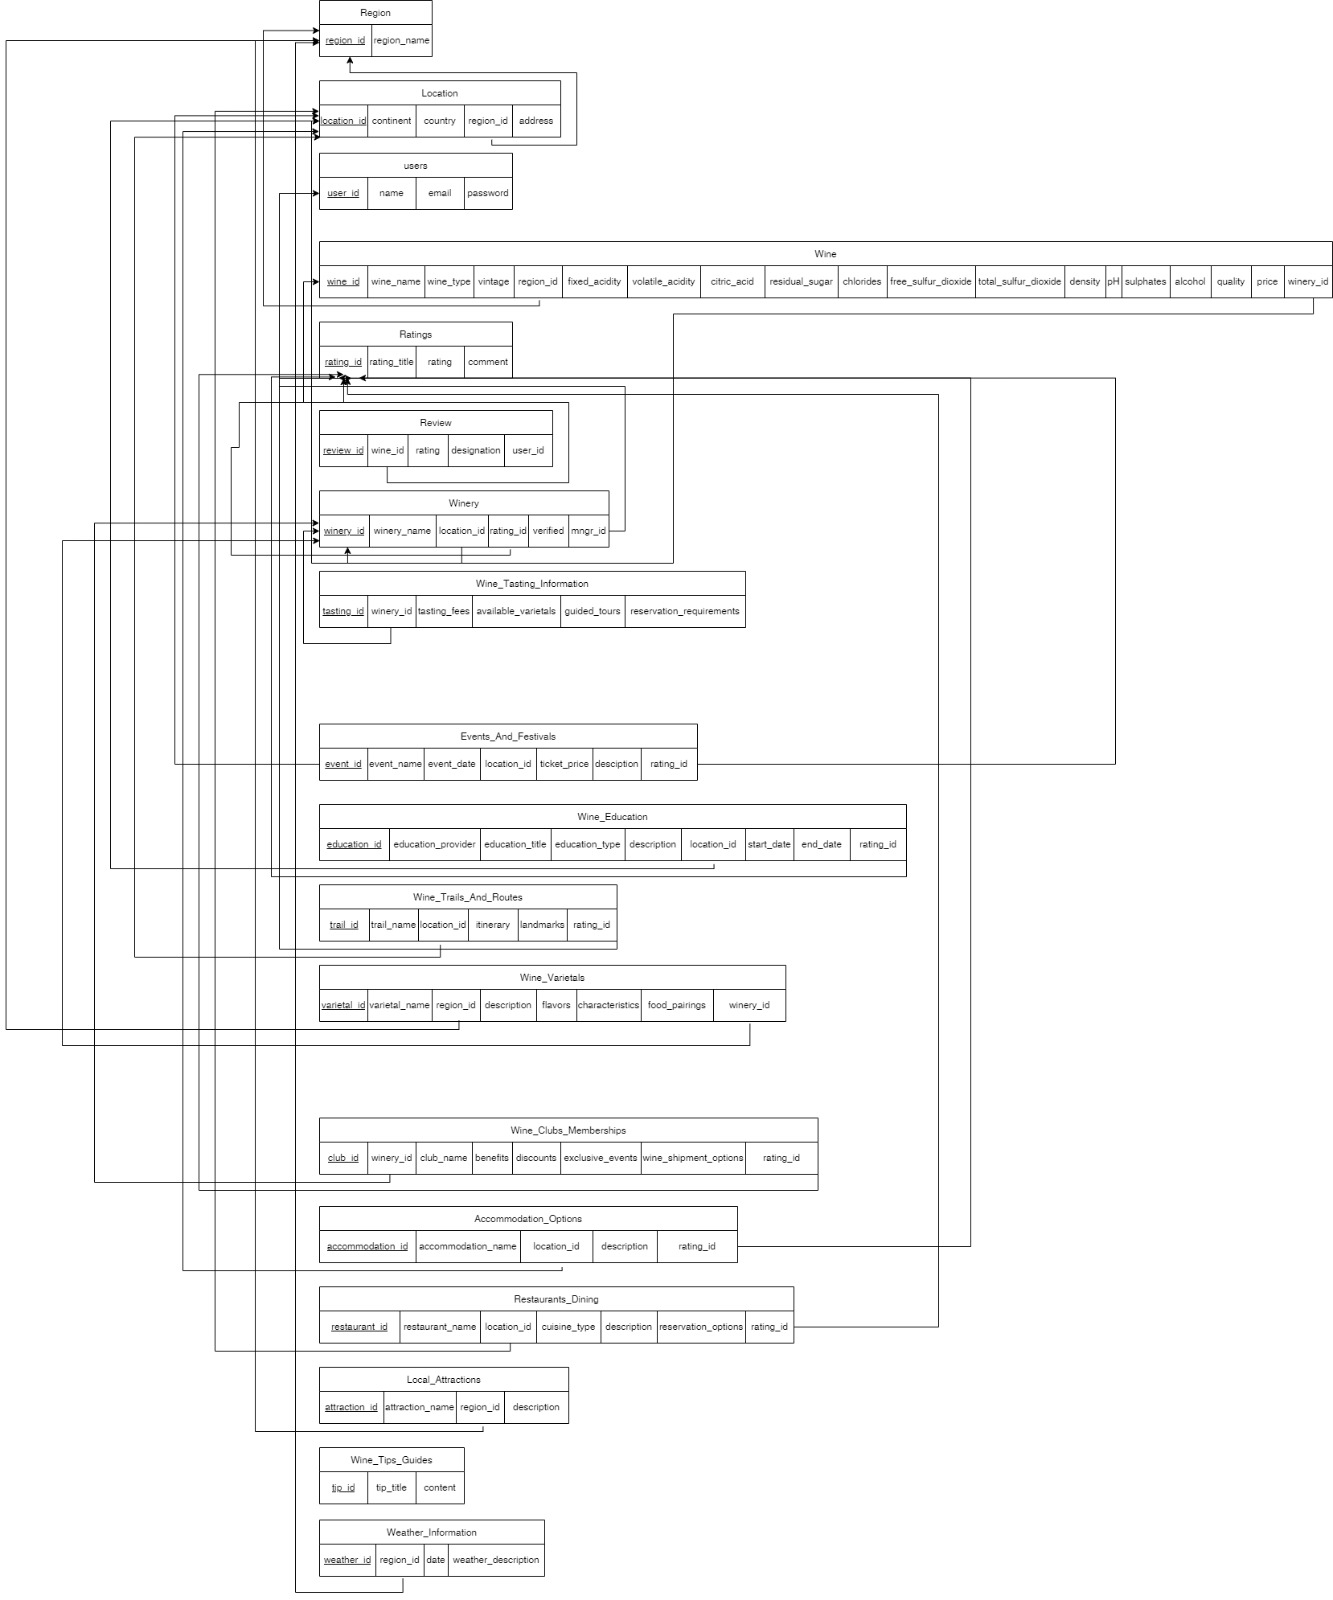 Region
region_id region_name
Location
location_id continent country region_id address
users
user_id name email password
Wine
wine_id wine_name wine_type vintage region_id fixed_acidity volatile_acidity citric_acid residual_sugar chlorides free_sulfur_dioxide total_sulfur_dioxide density pH sulphates alcohol quality price winery_id
Ratings
rating_id rating_title rating comment
Review
review_id wine_id rating designation user_id
Winery
winery_id winery_name location_id rating_id verified mngr_id
Wine_Tasting_Information
tasting_id winery_id tasting_fees available_varietals guided_tours reservation_requirements
Events_And_Festivals
event_id event_name event_date location_id ticket_price desciption rating_id
Wine_Education
education_id education_provider education_title education_type description location_id start_date end_date rating_id
Wine_Trails_And_Routes
trail_id trail_name location_id itinerary landmarks rating_id
Wine_Varietals
varietal_id varietal_name region_id description flavors characteristics food_pairings winery_id
Wine_Clubs_Memberships
club_id winery_id club_name benefits discounts exclusive_events wine_shipment_options rating_id
Accommodation_Options
accommodation_id accommodation_name location_id description rating_id
Restaurants_Dining
restaurant_id restaurant_name location_id cuisine_type description reservation_options rating_id
Local_Attractions
attraction_id attraction_name region_id description
Wine_Tips_Guides
tip_id tip_title content
Weather_Information
weather_id region_id date weather_description